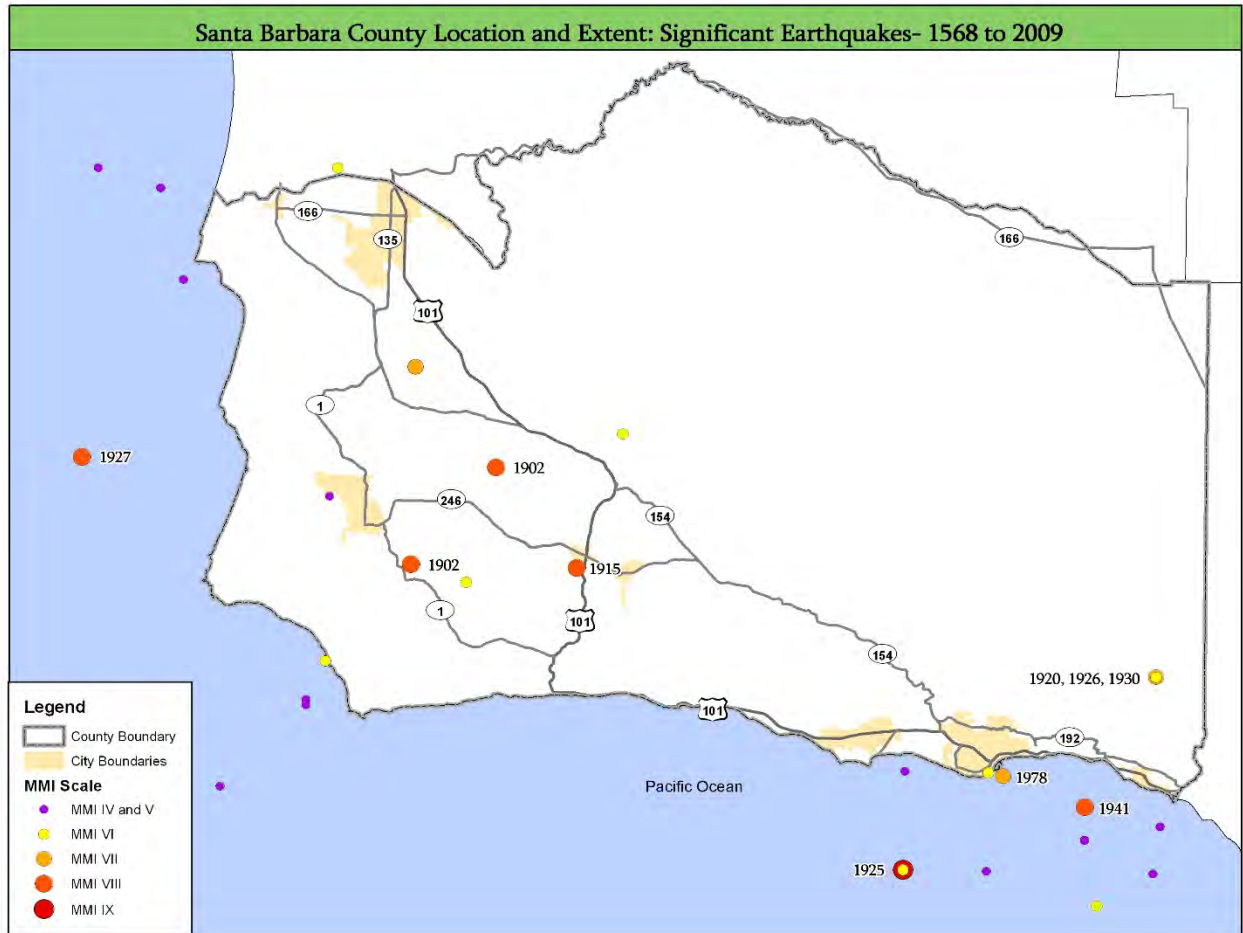 Santa Barbara County Location and Extent: Significant Earthquakes- 1568 to 2009
166
135
166
101
1
1927
1902
246
154
1902
1915
1
101
154
1920, 1926, 1930
101
192
1978
Pacific Ocean
1941
1925
Legend
County Boundary
City Boundaries
MMI Scale
MMI IV and V
MMI VI
MMI VII
MMI VIII
MMI IX